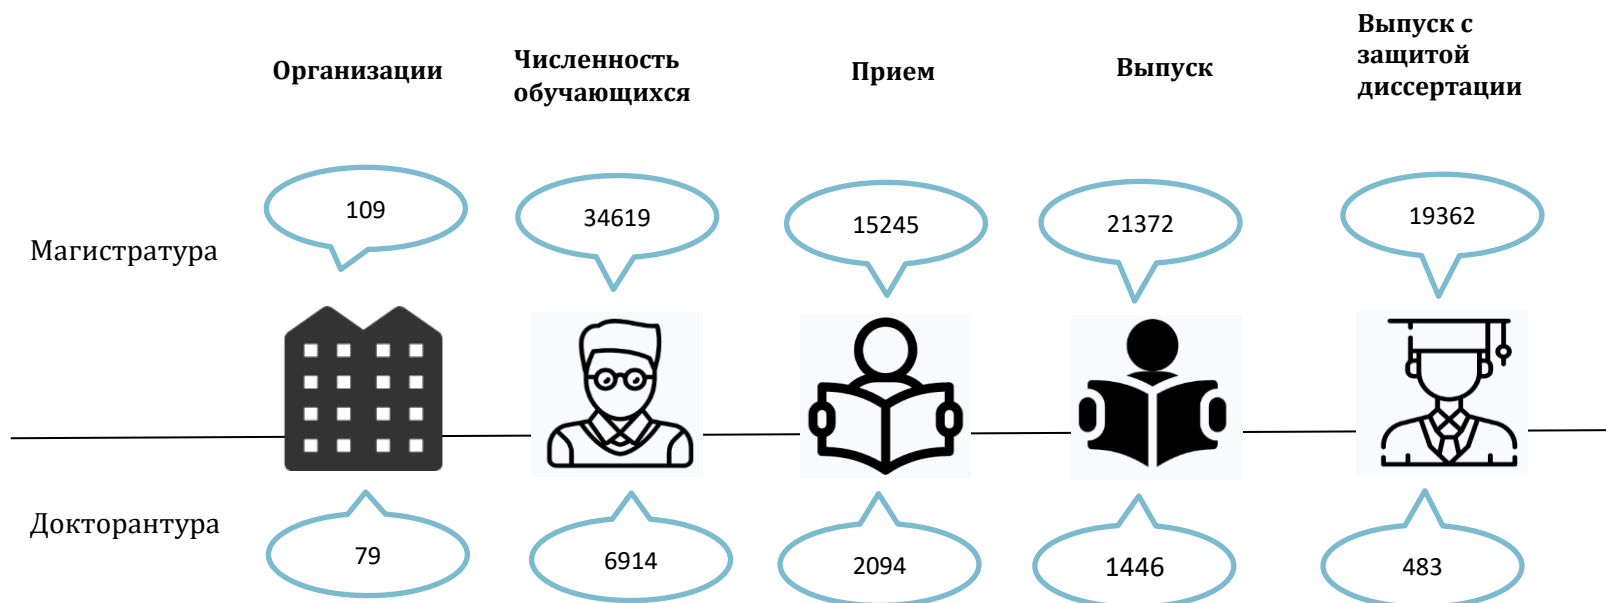 Организации
Численность
обучающихся
Прием
Выпуск
Выпуск с
защитой
диссертации
Магистратура
109
34619
15245
21372
19362
Докторантура
79
6914
2094
1446
483